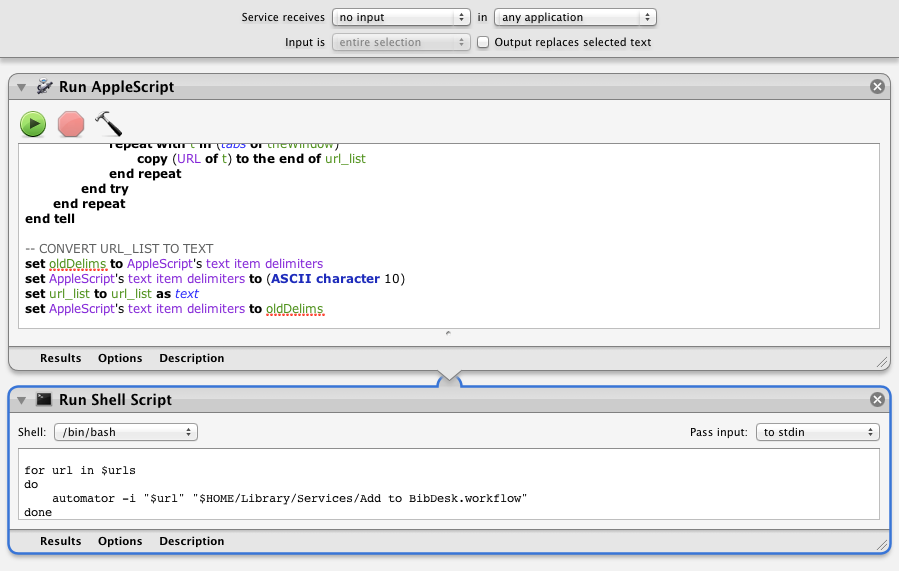 Service receives no input in any application
Input is entire selection Output replaces selected text
Run AppleScript
repeat with t in (tabs of theWindow)
copy (URL of t) to the end of url_list
end repeat
end try
end repeat
end tell
-- CONVERT URL_LIST TO TEXT
set oldDelims to AppleScript's text item delimiters
set AppleScript's text item delimiters to (ASCII character 10)
set url_list to url_list as text
set AppleScript's text item delimiters to oldDelims
Results Options Description
Run Shell Script
Shell: /bin/bash Pass input: to stdin
for url in $urls
do
automator -i "$url" "$HOME/Library/Services/Add to BibDesk.workflow"
done
Results Options Description